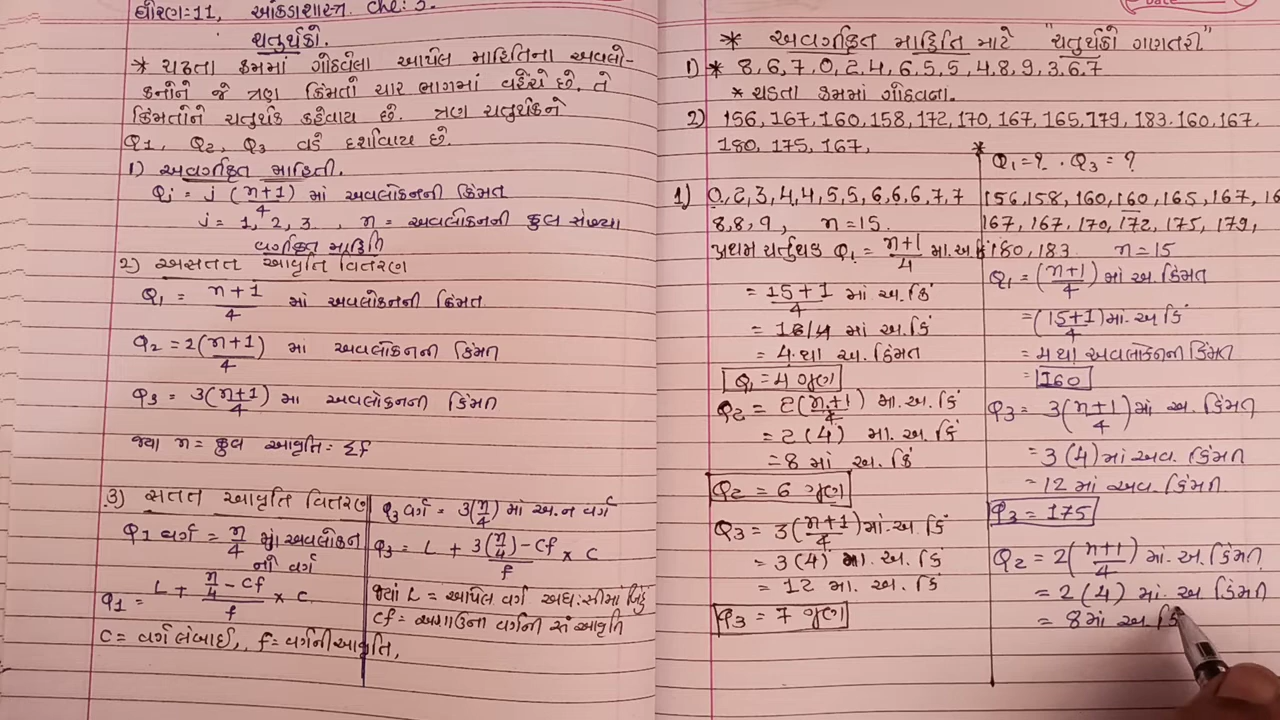 ધોરણ:11, આંકડાશાસ્ત્ર
ચતુર્થકો.
* ચઢતા ક્રમમાં ગોઠવેલા આપેલ માહિતિના અવલો-
કનોને જે ત્રણ કિંમતો ચાર ભાગમાં વહેંચે છે. તે
કિંમતોને ચતુર્થક કહેવાય છે. ત્રણ ચતુર્થકને
Q1, Q2, Q3 વડે દર્શાવાય છે.
1) અવર્ગીકૃત માહિતી.
Qj = j (n+1)/4 માં અવલોકનની કિંમત
j = 1, 2, 3 , n = અવલોકનની કુલ સંખ્યા
વર્ગીકૃત માહિતિ
2) અસતત આવૃતિ વિતરણ
Q1 = n+1/4 માં અવલોકનની કિંમત
Q2 = 2(n+1/4) માં અવલોકનની કિંમત
Q3 = 3(n+1/4) માં અવલોકનની કિંમત
જ્યાં n = કુલ આવૃતિ = Σf
3) સતત આવૃતિ વિતરણ
Q1 વર્ગ = n/4 માં અવલોકન
નો વર્ગ
Q1 = L + n/4 - cf/f × c
c = વર્ગલંબાઈ, f = વર્ગની આવૃતિ,
Q3 વર્ગ = 3(n/4) માં અ.ન વર્ગ
Q3 = L + 3(n/4) - cf/f × c
જ્યાં L = આપેલ વર્ગ અધ:સીમાં બિંદુ
cf = અગાઉના વર્ગની સં આવૃતિ
* અવર્ગીકૃત માહિતિ માટે "ચતુર્થકો ગણતરી"
1) * 8, 6, 7, 0, 2, 4, 6, 5, 5, 4, 8, 9, 3, 6, 7
* ચડતા ક્રમમાં ગોઠવતા.
2) 156, 167, 160, 158, 172, 170, 167, 165, 179, 183. 160, 167.
180, 175, 167,
* Q1 = ? . Q3 = ?
1) 0, 2, 3, 4, 4, 5, 5, 6, 6, 6, 7, 7
8, 8, 9, n = 15.
પ્રથમ ચર્તુથક Q1 = n+1/4 મા. અ. કિં
= 15+1/4 માં અ. કિં
= 16/4 માં અ. કિં
= 4થા અ. કિંમત
Q1 = 4 ગુણ
Q2 = 2(n+1/4) મા. અ. કિં
= 2(4) મા. અ. કિં
= 8 માં અ. કિં
Q2 = 6 ગુણ
Q3 = 3(n+1/4) માં. અ કિં
= 3(4) માં. અ. કિં
= 12 મા. અ. કિં
Q3 = 7 ગુણ
156, 158, 160, 160, 165, 167,
167, 167, 170, 172, 175, 179,
180, 183. n = 15
Q1 = (n+1/4) માં અ. કિંમત
= (15+1/4) માં. અ કિં
= 4થા અવલોકનની કિંમત
= 160
Q3 = 3(n+1/4) માં અ. કિંમત
= 3(4) માં અવ. કિંમત
= 12 માં અવ. કિંમત
Q3 = 175
Q2 = 2(n+1/4) માં. અ. કિંમત
= 2(4) માં. અ કિંમત
= 8માં અ કિં